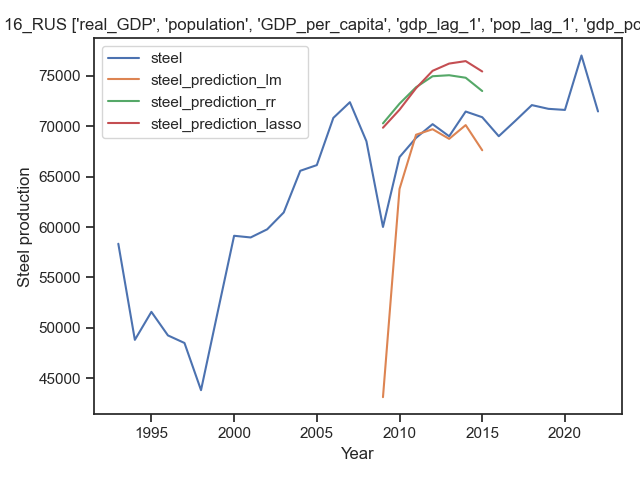 16_RUS ['real_GDP', 'population', 'GDP_per_capita', 'gdp_lag_1', 'pop_lag_1', 'gdp_po
steel
steel_prediction_lm
steel_prediction_rr
steel_prediction_lasso
75000
70000
65000
60000
55000
50000
45000
Steel production
1995 2000 2005 2010 2015 2020
Year